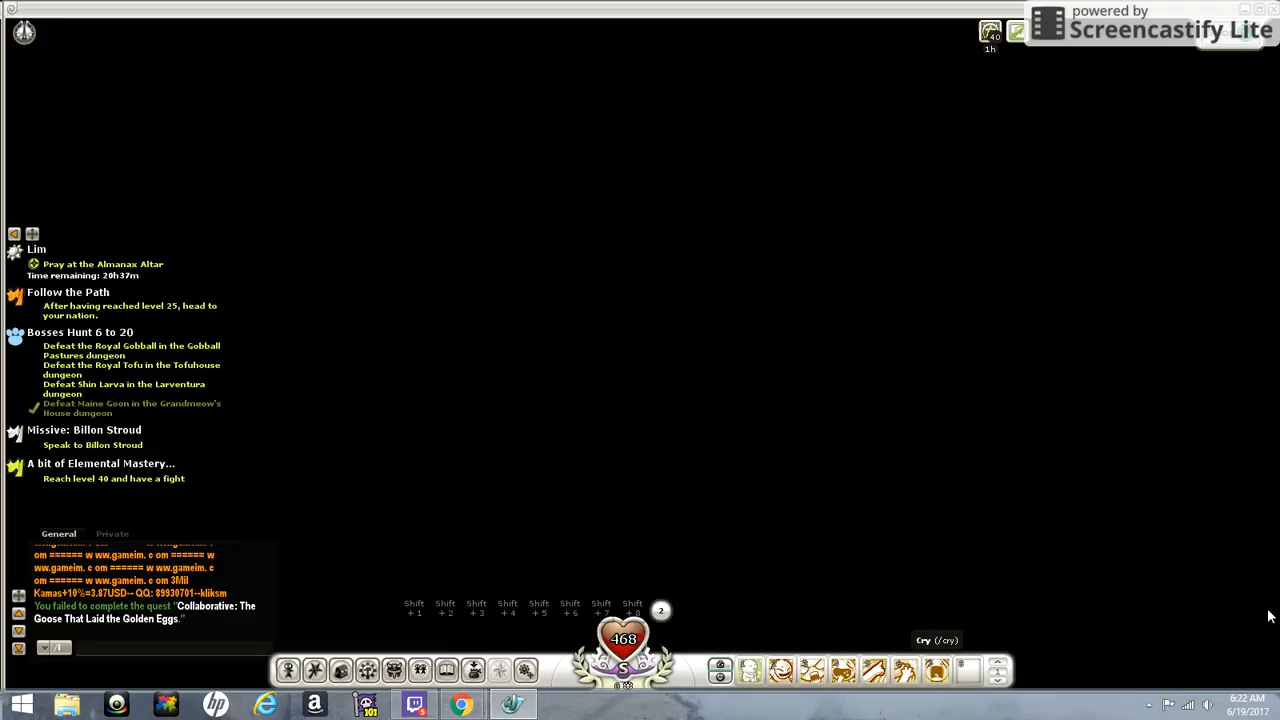 powered by
Screencastify Lite
40
1h
Lim
Pray at the Almanax Altar
Time remaining: 20h37m
Follow the Path
After having reached level 25, head to
your nation.
Bosses Hunt 6 to 20
Defeat the Royal Gobball in the Gobball
Pastures dungeon
Defeat the Royal Tofu in the Tofuhouse
dungeon
Defeat Shin Larva in the Larventura
dungeon
Defeat Maine Goon in the Grandmeow's
House dungeon
Missive: Billon Stroud
Speak to Billon Stroud
A bit of Elemental Mastery...
Reach level 40 and have a fight
General Private
om ====== w ww.gameim. c om ====== w
ww.gameim. c om ====== w ww.gameim. c
om ====== w ww.gameim. c om 3Mil
Kamas+10%=3.87USD-- QQ: 89930701--kliksm
You failed to complete the quest "Collaborative: The
Goose That Laid the Golden Eggs."
Shift + 1
Shift + 2
Shift + 3
Shift + 4
Shift + 5
Shift + 6
Shift + 7
Shift + 8
2
468
S
Cry (/cry)
hp
101
6:22 AM
6/19/2017